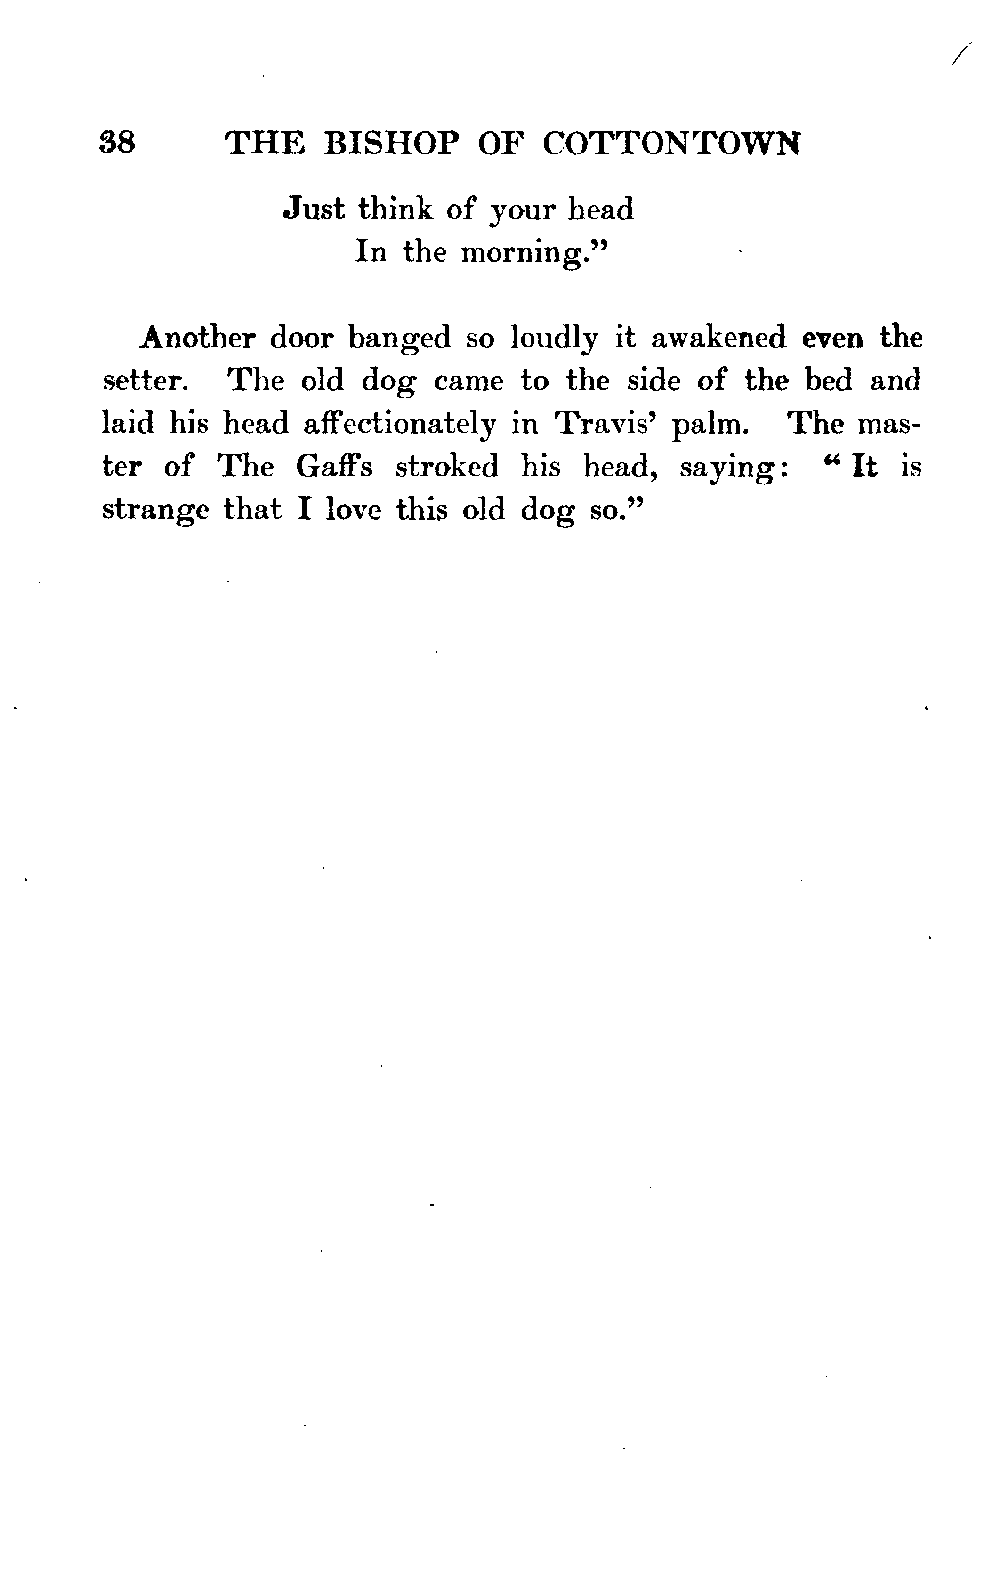 38 THE BISHOP OF COTTONTOWN
Just think of your head
In the morning.”
Another door banged so loudly it awakened even the
setter. The old dog came to the side of the bed and
laid his head affectionately in Travis’ palm. The mas-
ter of The Gaffs stroked his head, saying: “ It is
strange that I love this old dog so.”